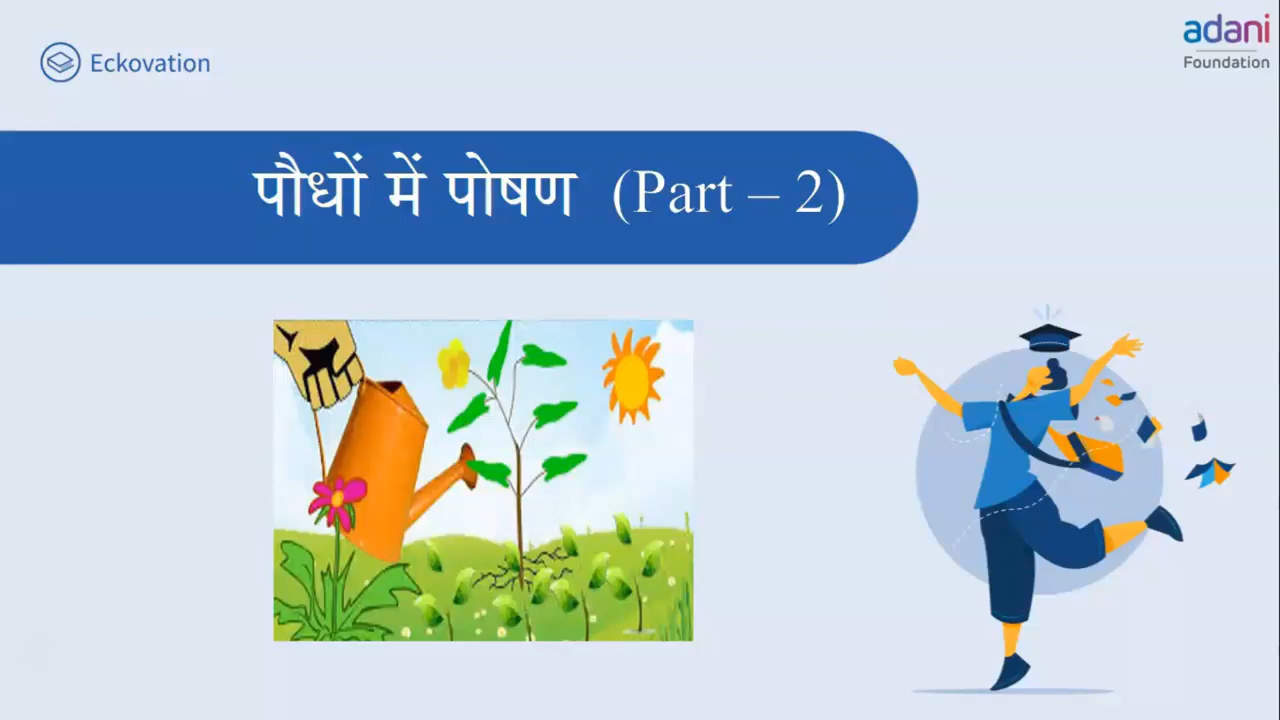 adani
Foundation
Eckovation
पौधों में पोषण (Part – 2)